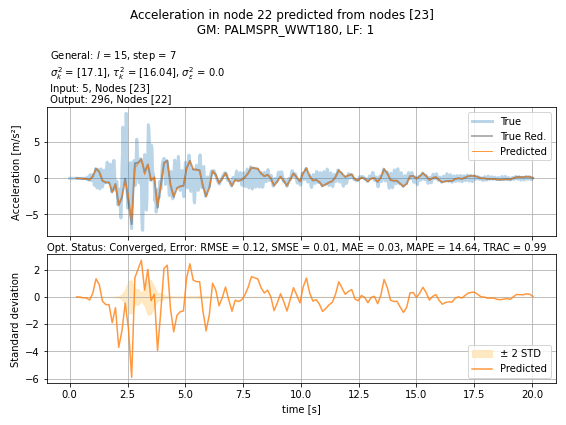 Acceleration in node 22 predicted from nodes [23]
GM: PALMSPR_WWT180, LF: 1
General: l = 15, step = 7
σ²ₖ = [17.1], τ²ₖ = [16.04], σ²ε = 0.0
Input: 5, Nodes [23]
Output: 296, Nodes [22]
Acceleration [m/s²]
5
0
−5
True
True Red.
Predicted
Opt. Status: Converged, Error: RMSE = 0.12, SMSE = 0.01, MAE = 0.03, MAPE = 14.64, TRAC = 0.99
Standard deviation
2
0
−2
−4
−6
± 2 STD
Predicted
0.0 2.5 5.0 7.5 10.0 12.5 15.0 17.5 20.0
time [s]